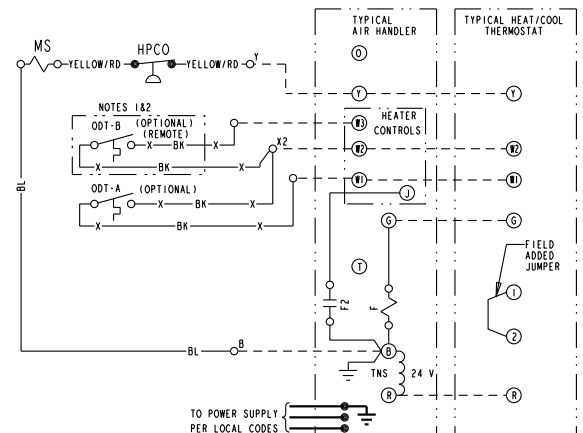 TYPICAL
AIR HANDLER
TYPICAL HEAT/COOL
THERMOSTAT
MS
HPCO
O
YELLOW/RD
YELLOW/RD
Y
Y
Y
NOTES 1&2
ODT-B
(OPTIONAL)
(REMOTE)
X
BK
X
W3
HEATER
CONTROLS
X2
W2
W2
X
BK
X
ODT-A
(OPTIONAL)
W1
W1
J
X
BK
X
BL
X
BK
X
G
G
FIELD
ADDED
JUMPER
T
1
F2
F
2
BL
B
B
TNS
24 V
R
R
TO POWER SUPPLY
PER LOCAL CODES